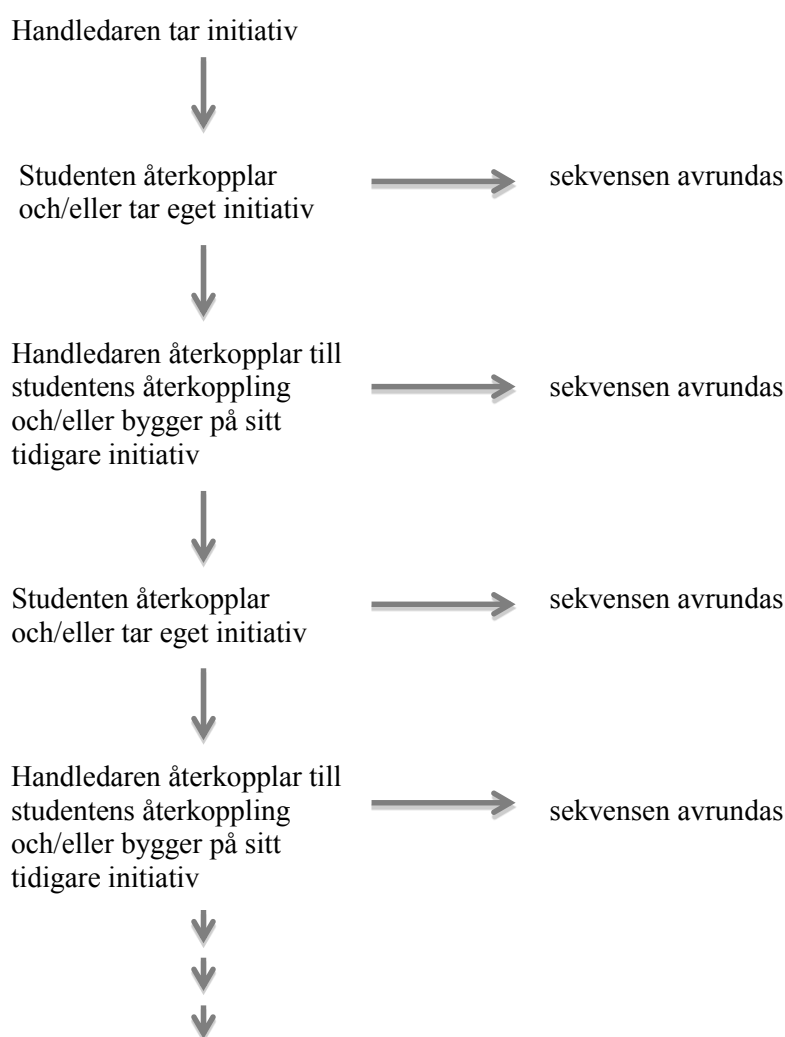 Handledaren tar initiativ
Studenten återkopplar
och/eller tar eget initiativ
sekvensen avrundas
Handledaren återkopplar till
studentens återkoppling
och/eller bygger på sitt
tidigare initiativ
sekvensen avrundas
Studenten återkopplar
och/eller tar eget initiativ
sekvensen avrundas
Handledaren återkopplar till
studentens återkoppling
och/eller bygger på sitt
tidigare initiativ
sekvensen avrundas